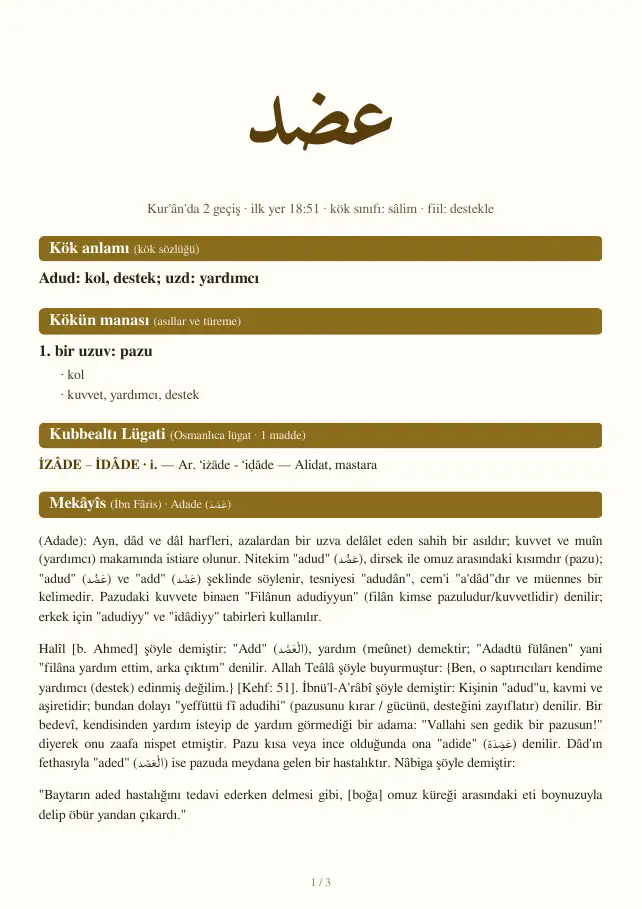 عضد
Kur'ân'da 2 geçiş · ilk yer 18:51 · kök sınıfı: sâlim · fiil: destekle
Kök anlamı (kök sözlüğü)
Adud: kol, destek; uzd: yardımcı
Kökün manası (asıllar ve türeme)
1. bir uzuv: pazu
· kol
· kuvvet, yardımcı, destek
Kubbealtı Lügati (Osmanlıca lügat · 1 madde)
İZÂDE – İDÂDE · i. — Ar. ‘iżāde - ‘iḍāde — Alidat, mastara
Mekâyîs (İbn Fâris) · Adade (عَضَدَ)
(Adade): Ayn, dâd ve dâl harfleri, azalardan bir uzva delâlet eden sahih bir asıldır; kuvvet ve muîn
(yardımcı) makamında istiare olunur. Nitekim "adud" (عَضُد), dirsek ile omuz arasındaki kısımdır (pazu);
"adud" (عَضُد) ve "add" (عَضْد) şeklinde söylenir, tesniyesi "adudân", cem'i "a'dâd"dır ve müennes bir
kelimedir. Pazudaki kuvvete binaen "Filânun adudiyyun" (filân kimse pazuludur/kuvvetlidir) denilir;
erkek için "adudiyy" ve "idâdiyy" tabirleri kullanılır.
Halîl [b. Ahmed] şöyle demiştir: "Add" (الْعَضْد), yardım (meûnet) demektir; "Adadtü fülânen" yani
"filâna yardım ettim, arka çıktım" denilir. Allah Teâlâ şöyle buyurmuştur: {Ben, o saptırıcıları kendime
yardımcı (destek) edinmiş değilim.} [Kehf: 51]. İbnü'l-A'râbî şöyle demiştir: Kişinin "adud"u, kavmi ve
aşiretidir; bundan dolayı "yeffüttü fî adudihi" (pazusunu kırar / gücünü, desteğini zayıflatır) denilir. Bir
bedevî, kendisinden yardım isteyip de yardım görmediği bir adama: "Vallahi sen gedik bir pazusun!"
diyerek onu zaafa nispet etmiştir. Pazu kısa veya ince olduğunda ona "adide" (عَضِدَة) denilir. Dâd'ın
fethasıyla "aded" (الْعَضَد) ise pazuda meydana gelen bir hastalıktır. Nâbiga şöyle demiştir:
"Baytarın aded hastalığını tedavi ederken delmesi gibi, [boğa] omuz küreği arasındaki eti boynuzuyla
delip öbür yandan çıkardı."
1 / 3